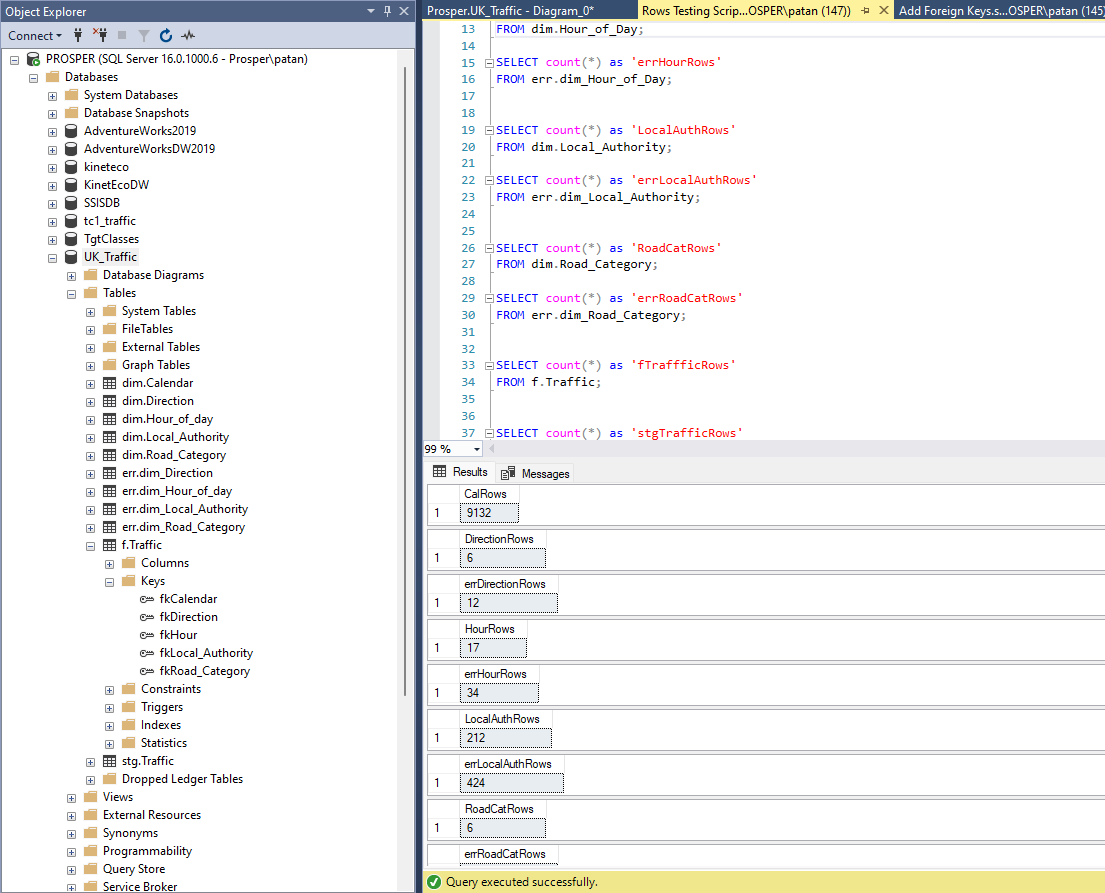 Object Explorer
Connect
PROSPER (SQL Server 16.0.1000.6 - Prosper\patan)
Databases
System Databases
Database Snapshots
AdventureWorks2019
AdventureWorksDW2019
kineteco
KinetEcoDW
SSISDB
tc1_traffic
TgtClasses
UK_Traffic
Database Diagrams
Tables
System Tables
FileTables
External Tables
Graph Tables
dim.Calendar
dim.Direction
dim.Hour_of_day
dim.Local_Authority
dim.Road_Category
err.dim_Direction
err.dim_Hour_of_day
err.dim_Local_Authority
err.dim_Road_Category
f.Traffic
Columns
Keys
fkCalendar
fkDirection
fkHour
fkLocal_Authority
fkRoad_Category
Constraints
Triggers
Indexes
Statistics
stg.Traffic
Dropped Ledger Tables
Views
External Resources
Synonyms
Programmability
Query Store
Service Broker
Prosper.UK_Traffic - Diagram_0*
Rows Testing Scrip...OSPER\patan (147))
Add Foreign Keys.s...OSPER\patan (145)
13 FROM dim.Hour_of_Day;
14
15 SELECT count(*) as 'errHourRows'
16 FROM err.dim_Hour_of_Day;
17
18
19 SELECT count(*) as 'LocalAuthRows'
20 FROM dim.Local_Authority;
21
22 SELECT count(*) as 'errLocalAuthRows'
23 FROM err.dim_Local_Authority;
24
25
26 SELECT count(*) as 'RoadCatRows'
27 FROM dim.Road_Category;
28
29 SELECT count(*) as 'errRoadCatRows'
30 FROM err.dim_Road_Category;
31
32
33 SELECT count(*) as 'fTraffficRows'
34 FROM f.Traffic;
35
36
37 SELECT count(*) as 'stgTrafficRows'
99 %
Results
Messages
CalRows
1 9132
DirectionRows
1 6
errDirectionRows
1 12
HourRows
1 17
errHourRows
1 34
LocalAuthRows
1 212
errLocalAuthRows
1 424
RoadCatRows
1 6
errRoadCatRows
Query executed successfully.